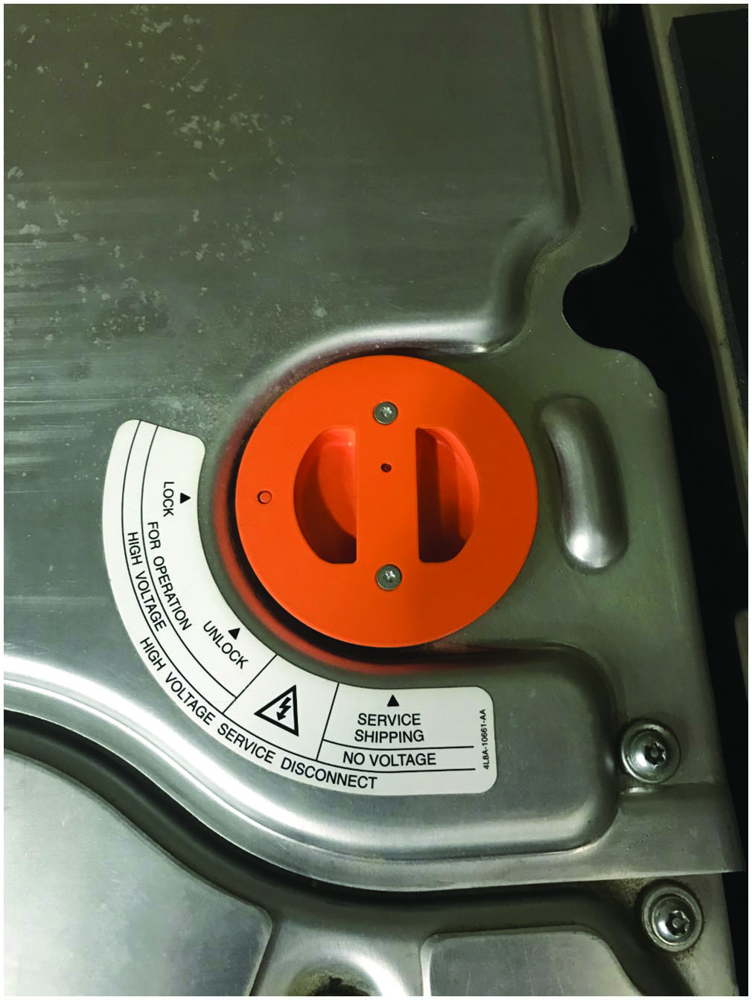 LOCK
FOR OPERATION
UNLOCK
HIGH VOLTAGE
HIGH VOLTAGE SERVICE DISCONNECT
SERVICE
SHIPPING
NO VOLTAGE
4L8A-10661-AA